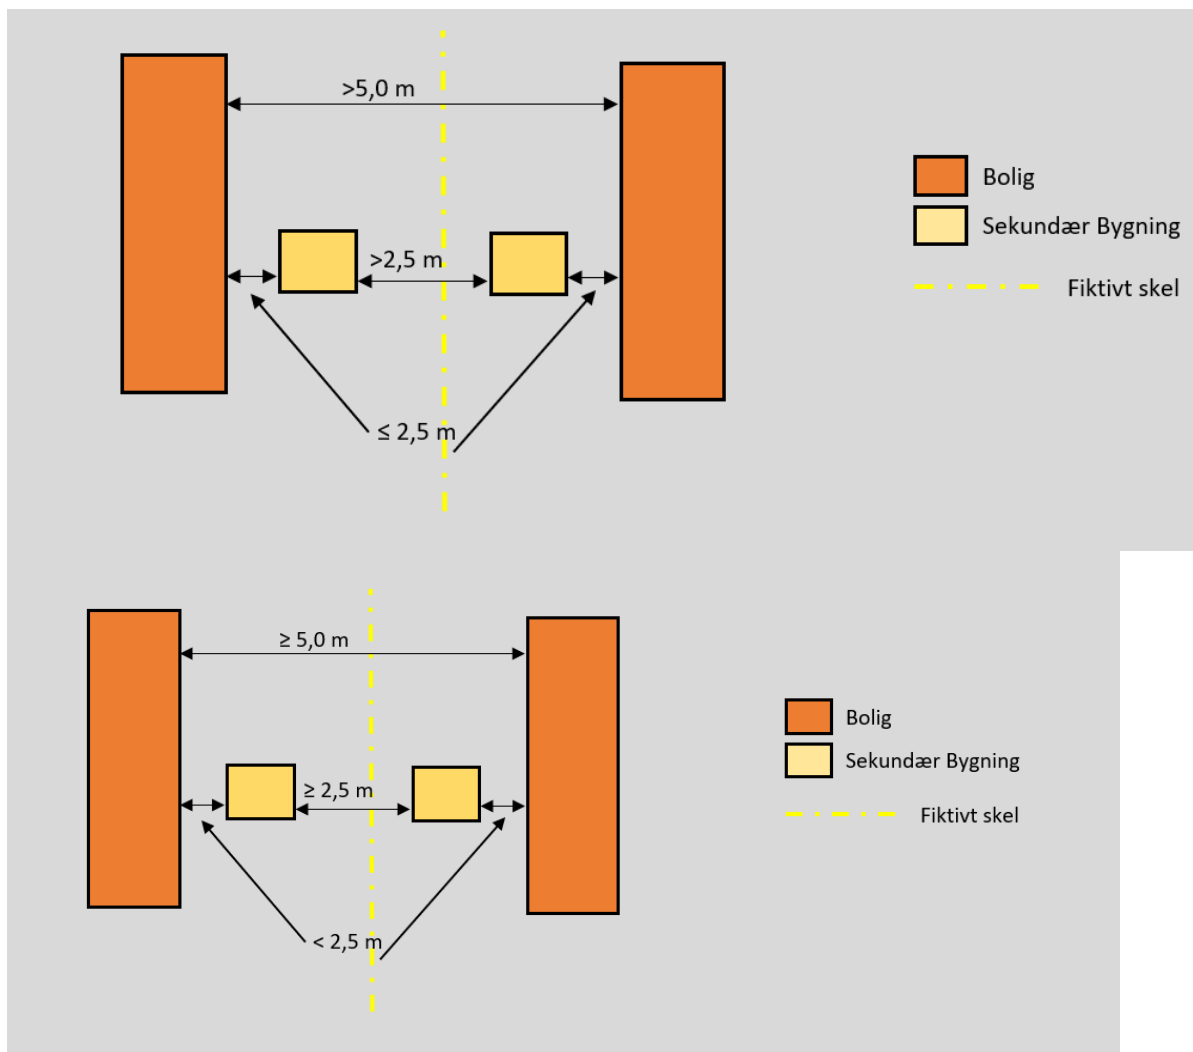 >5,0 m
Bolig
Sekundær Bygning
>2,5 m
Fiktivt skel
≤ 2,5 m
≥ 5,0 m
Bolig
Sekundær Bygning
≥ 2,5 m
Fiktivt skel
< 2,5 m